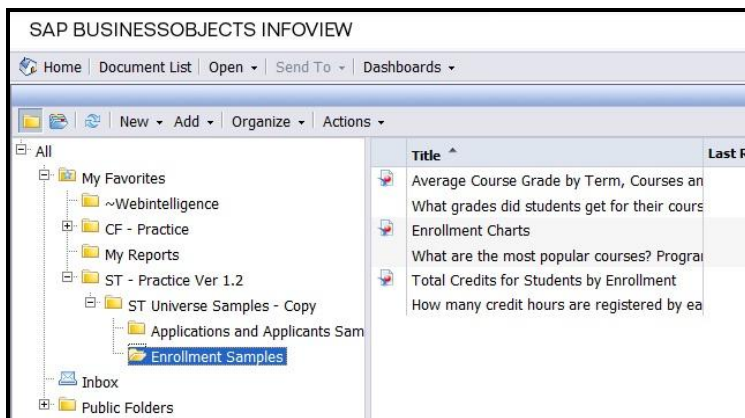 SAP BUSINESSOBJECTS INFOVIEW
Home Document List Open Send To Dashboards
New Add Organize Actions
All
My Favorites
~Webintelligence
CF - Practice
My Reports
ST - Practice Ver 1.2
ST Universe Samples - Copy
Applications and Applicants Sam
Enrollment Samples
Inbox
Public Folders
Title Last R
Average Course Grade by Term, Courses an
What grades did students get for their cours
Enrollment Charts
What are the most popular courses? Progra
Total Credits for Students by Enrollment
How many credit hours are registered by ea